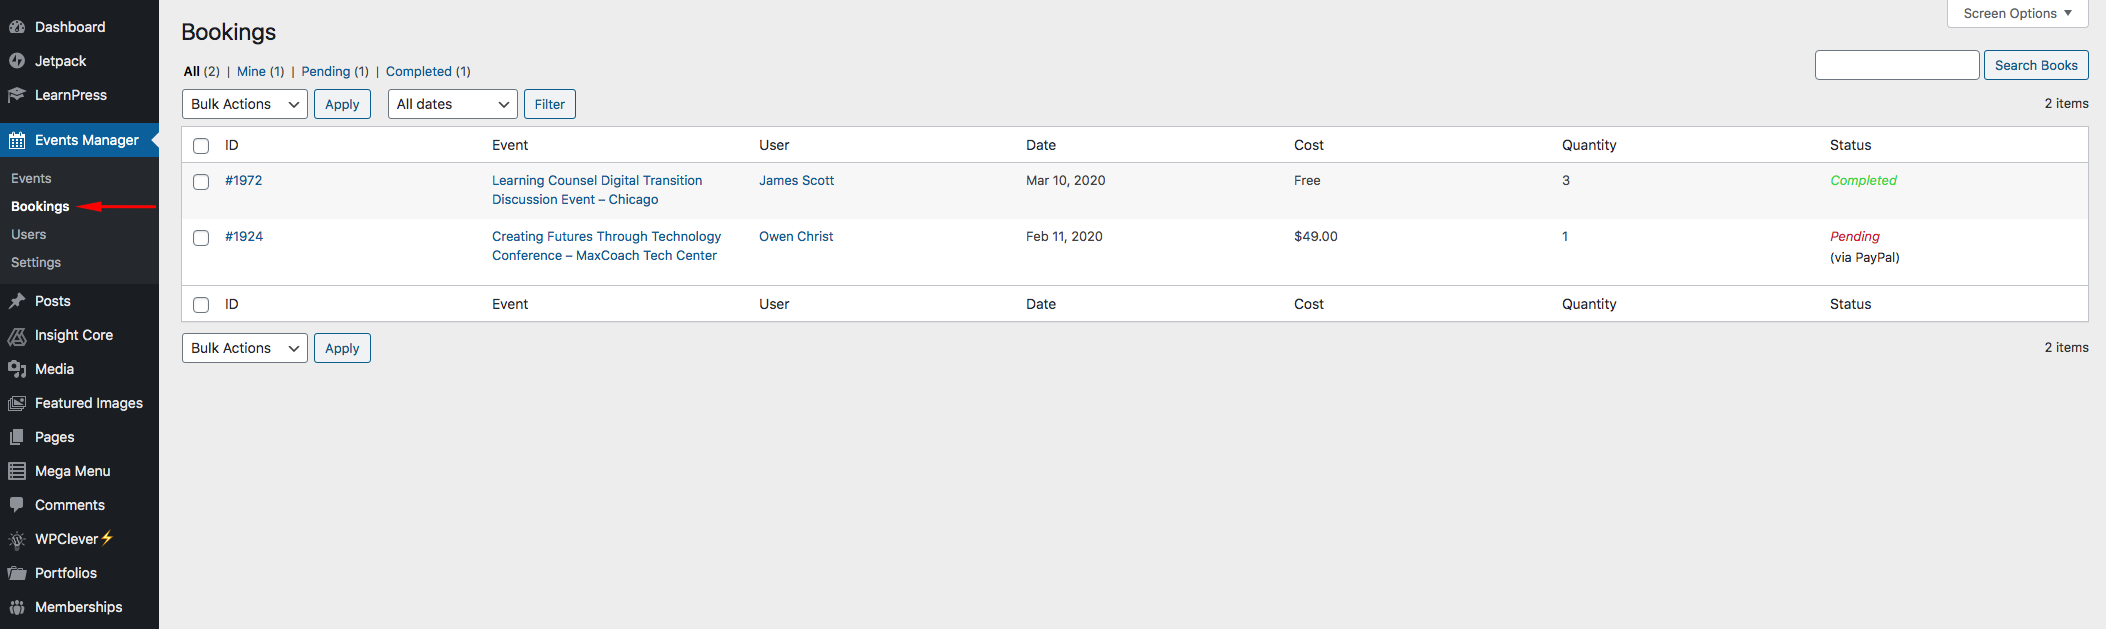 Dashboard
Jetpack
LearnPress
Events Manager
Events
Bookings
Users
Settings
Posts
Insight Core
Media
Featured Images
Pages
Mega Menu
Comments
WPClever⚡
Portfolios
Memberships
Screen Options ▼
Bookings
All (2) | Mine (1) | Pending (1) | Completed (1)
Search Books
Bulk Actions Apply All dates Filter
2 items
ID Event User Date Cost Quantity Status
#1972 Learning Counsel Digital Transition James Scott Mar 10, 2020 Free 3 Completed
Discussion Event – Chicago
#1924 Creating Futures Through Technology Owen Christ Feb 11, 2020 $49.00 1 Pending
Conference – MaxCoach Tech Center (via PayPal)
ID Event User Date Cost Quantity Status
Bulk Actions Apply
2 items